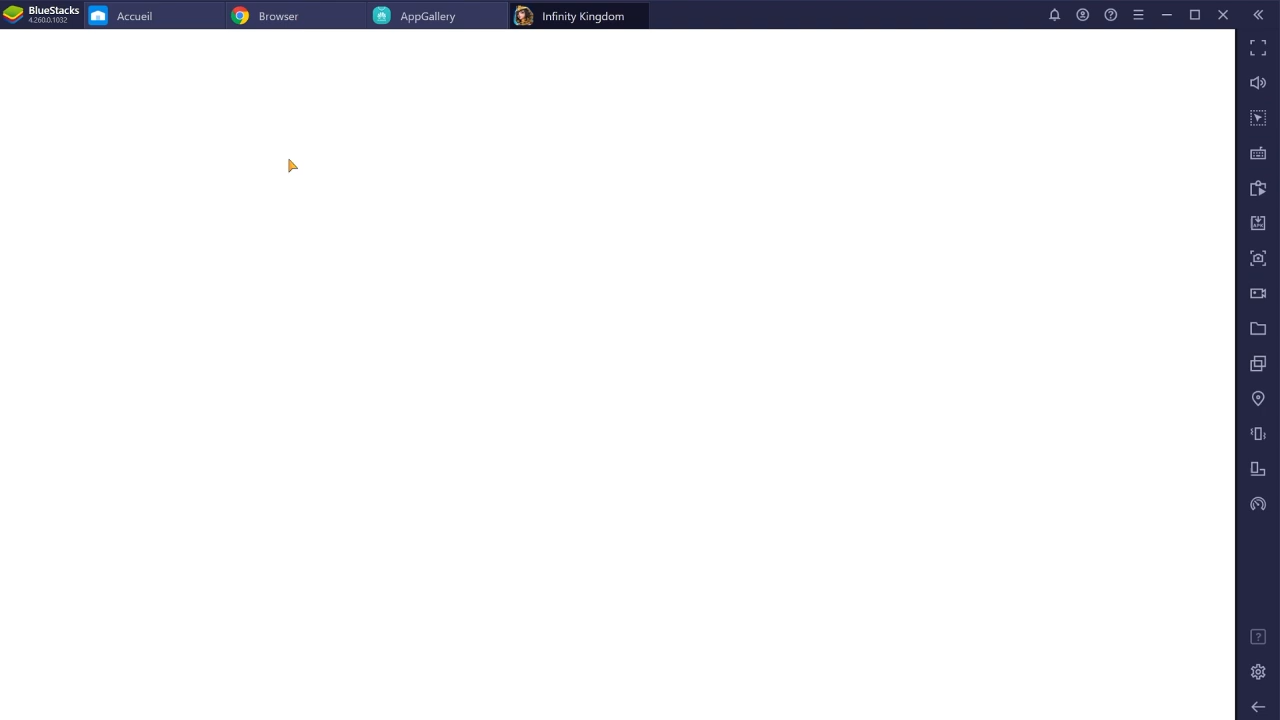 BlueStacks
4.260.0.1032
Accueil
Browser
AppGallery
Infinity Kingdom